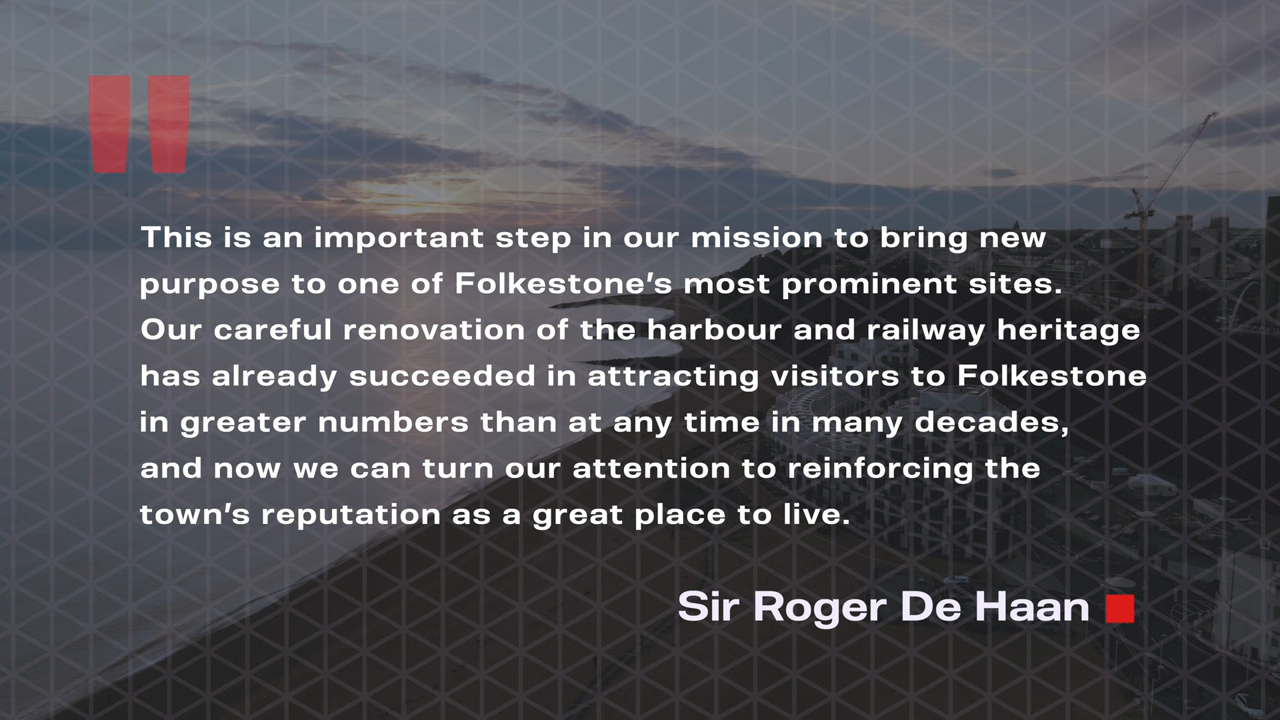 "
This is an important step in our mission to bring new
purpose to one of Folkestone's most prominent sites.
Our careful renovation of the harbour and railway heritage
has already succeeded in attracting visitors to Folkestone
in greater numbers than at any time in many decades,
and now we can turn our attention to reinforcing the
town's reputation as a great place to live.
Sir Roger De Haan